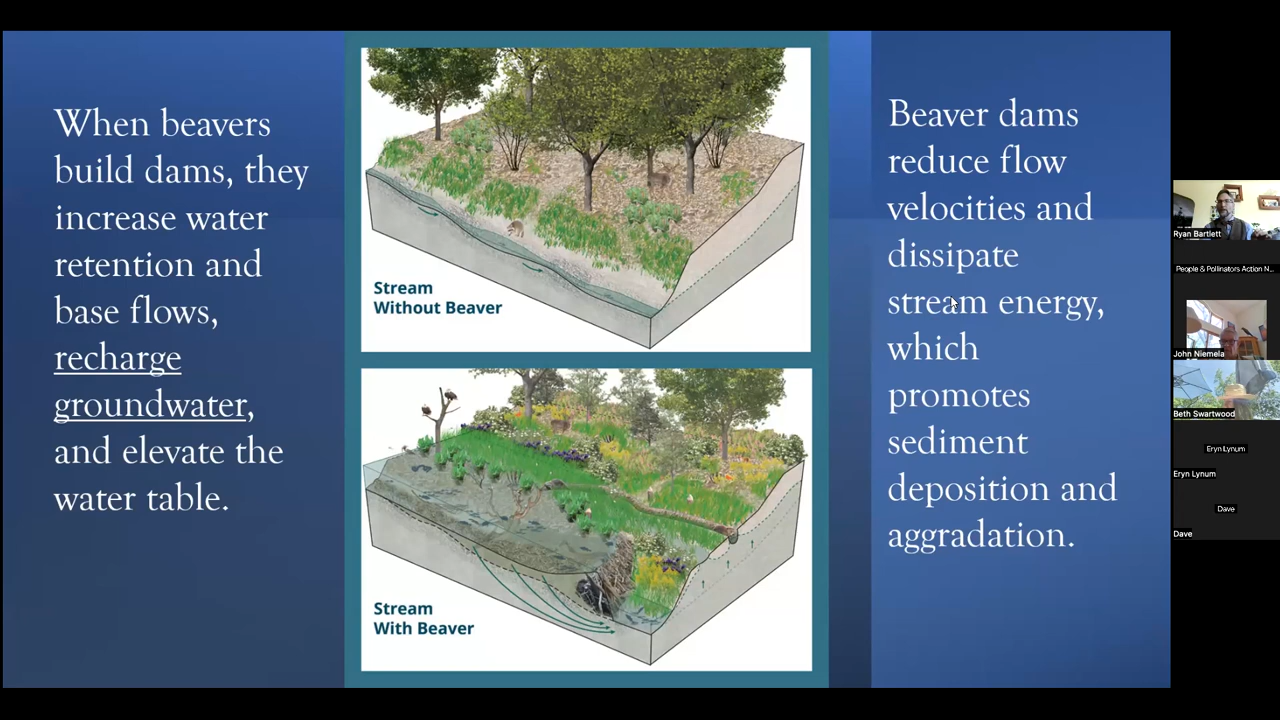 When beavers
build dams, they
increase water
retention and
base flows,
recharge
groundwater,
and elevate the
water table.
Stream
Without Beaver
Stream
With Beaver
Beaver dams
reduce flow
velocities and
dissipate
stream energy,
which
promotes
sediment
deposition and
aggradation.
Ryan Bartlett
People & Pollinators Action N...
John Niemela
Beth Swartwood
Eryn Lynum
Eryn Lynum
Dave
Dave